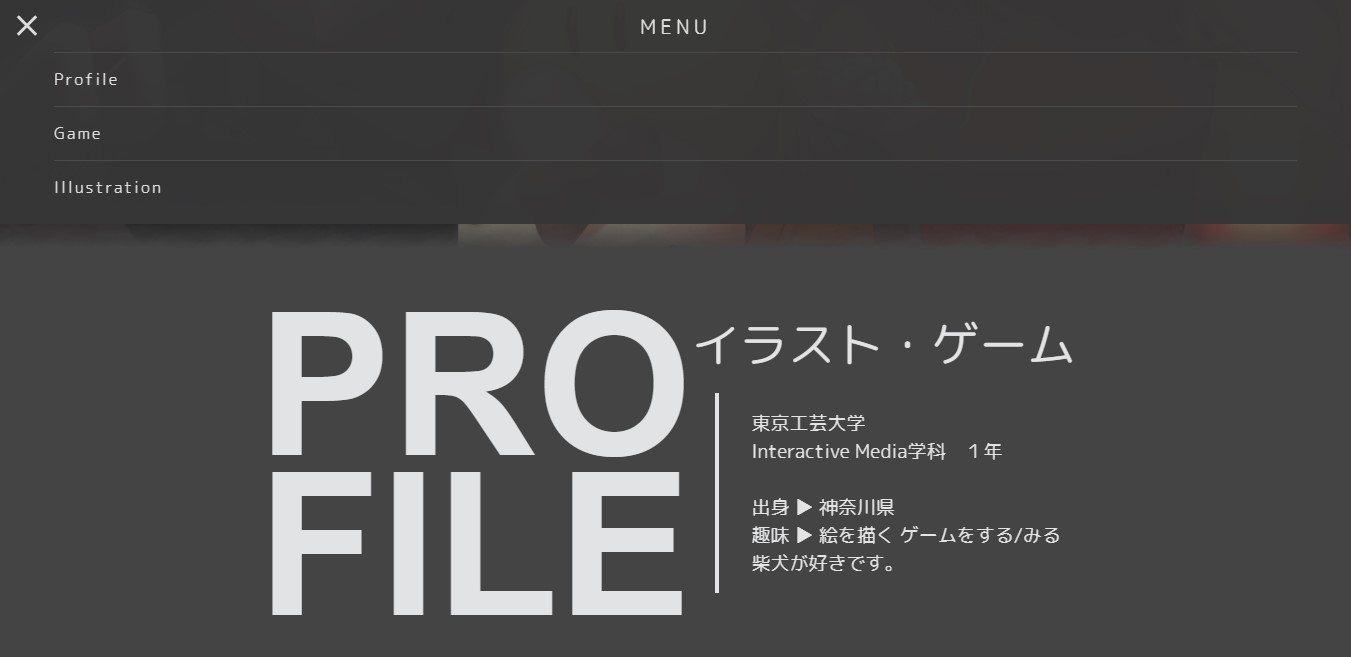 MENU
Profile
Game
Illustration
PRO
FILE
イラスト・ゲーム
東京工芸大学
Interactive Media学科　１年
出身 ▶ 神奈川県
趣味 ▶ 絵を描く ゲームをする/みる
柴犬が好きです。